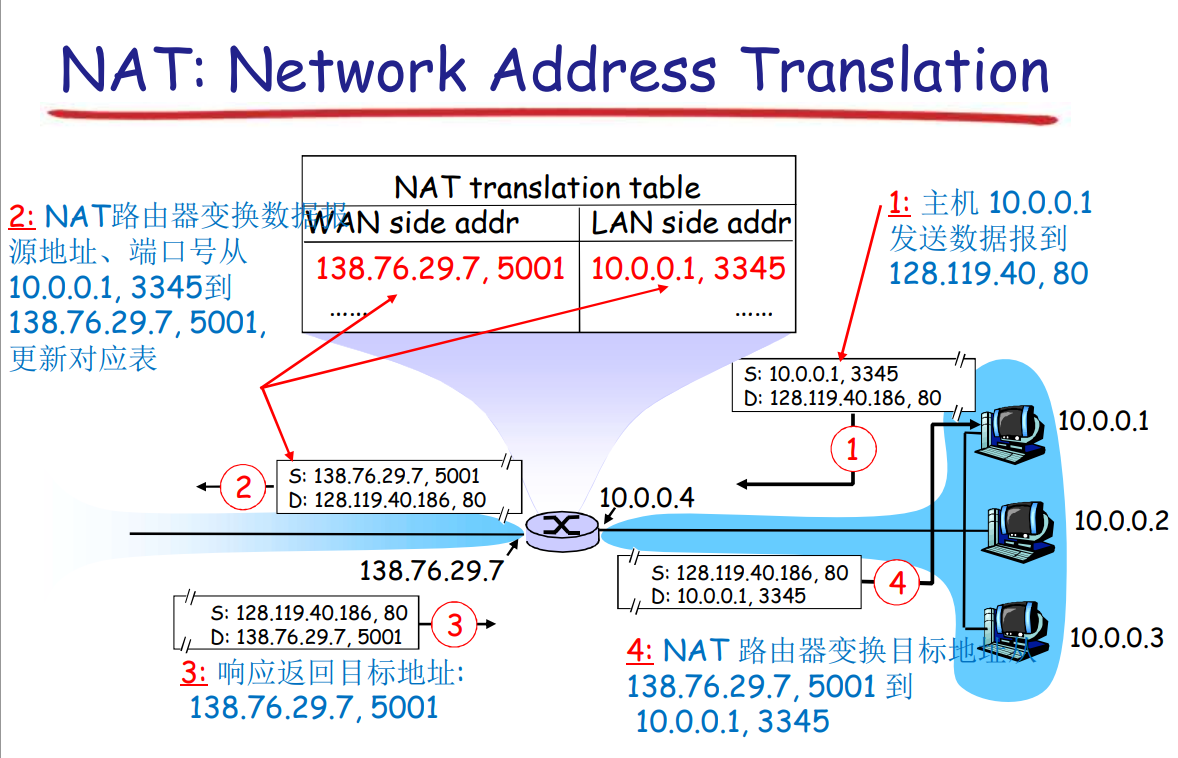 NAT: Network Address Translation
NAT translation table
WAN side addr LAN side addr
138.76.29.7, 5001 10.0.0.1, 3345
...... ......
2: NAT路由器变换数据报
源地址、端口号从
10.0.0.1, 3345到
138.76.29.7, 5001,
更新对应表
1: 主机 10.0.0.1
发送数据报到
128.119.40, 80
S: 10.0.0.1, 3345
D: 128.119.40.186, 80
1
10.0.0.1
2
S: 138.76.29.7, 5001
D: 128.119.40.186, 80
10.0.0.4
10.0.0.2
138.76.29.7
S: 128.119.40.186, 80
D: 10.0.0.1, 3345
4
S: 128.119.40.186, 80
D: 138.76.29.7, 5001
3
10.0.0.3
3: 响应返回目标地址:
138.76.29.7, 5001
4: NAT 路由器变换目标地址从
138.76.29.7, 5001 到
10.0.0.1, 3345